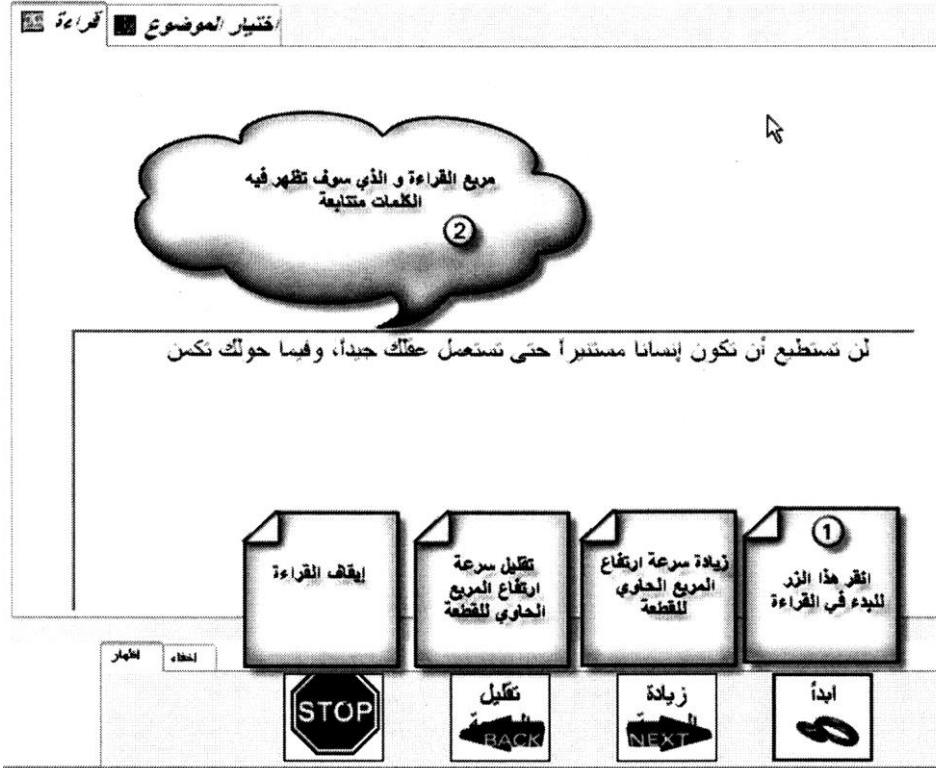 اختيار الموضوع
قراءة
مربع القراءة و الذي سوف تظهر فيه
الكلمات متتابعة
2
لن تستطيع أن تكون إنسانا مستنيراً حتى تستعمل عقلك جيداً، وفيما حولك تكمن
1
انقر هذا الزر
للبدء في القراءة
زيادة سرعة ارتفاع
المربع الحاوي
للقطعة
تقليل سرعة
ارتفاع المربع
الحاوي للقطعة
إيقاف القراءة
اخفاء
اظهار
ابدأ
زيادة
NEXT
تقليل
BACK
STOP